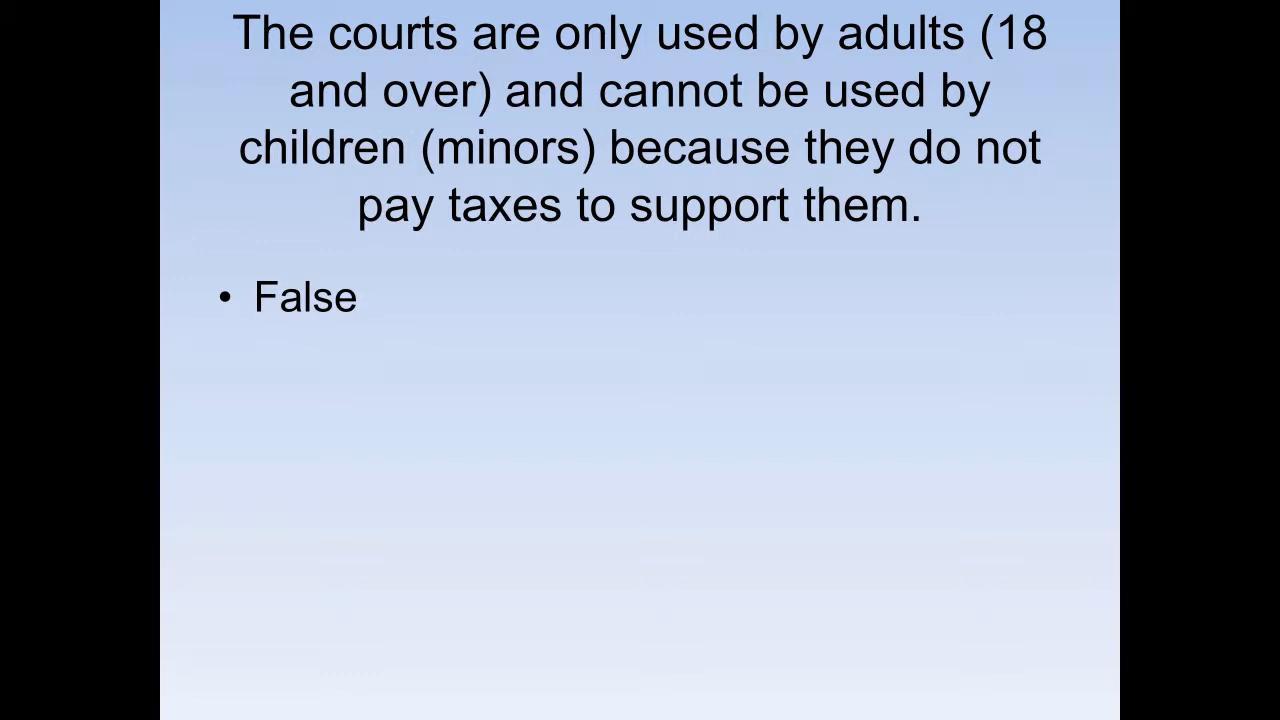 The courts are only used by adults (18
and over) and cannot be used by
children (minors) because they do not
pay taxes to support them.
• False